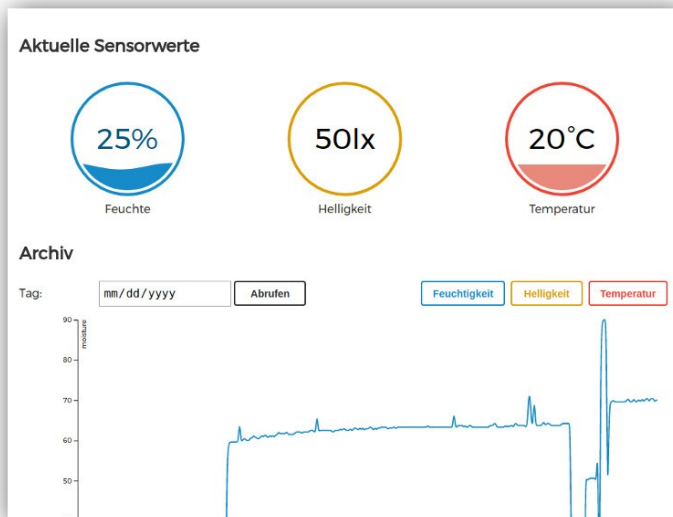 Aktuelle Sensorwerte
25% 50lx 20°C
Feuchte Helligkeit Temperatur
Archiv
Tag: mm/dd/yyyy Abrufen Feuchtigkeit Helligkeit Temperatur
moisture
90
80
70
60
50